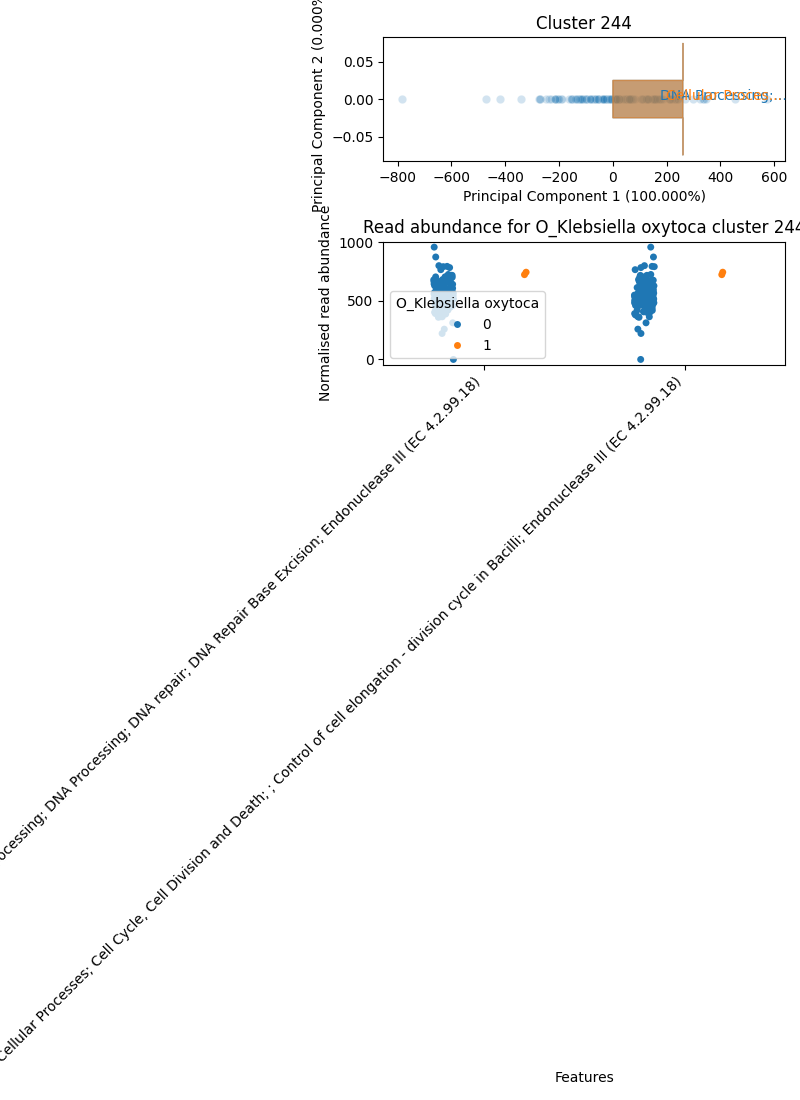 Cluster 244
Principal Component 2 (0.000%
0.05
0.00
−0.05
DNA Processing;
−800 −600 −400 −200 0 200 400 600
Principal Component 1 (100.000%)
Read abundance for O_Klebsiella oxytoca cluster 244
Normalised read abundance
1000
500
0
O_Klebsiella oxytoca
0
1
ocessing; DNA Processing; DNA repair; DNA Repair Base Excision; Endonuclease III (EC 4.2.99.18)
Cellular Processes; Cell Cycle, Cell Division and Death; ; Control of cell elongation - division cycle in Bacilli; Endonuclease III (EC 4.2.99.18)
Features